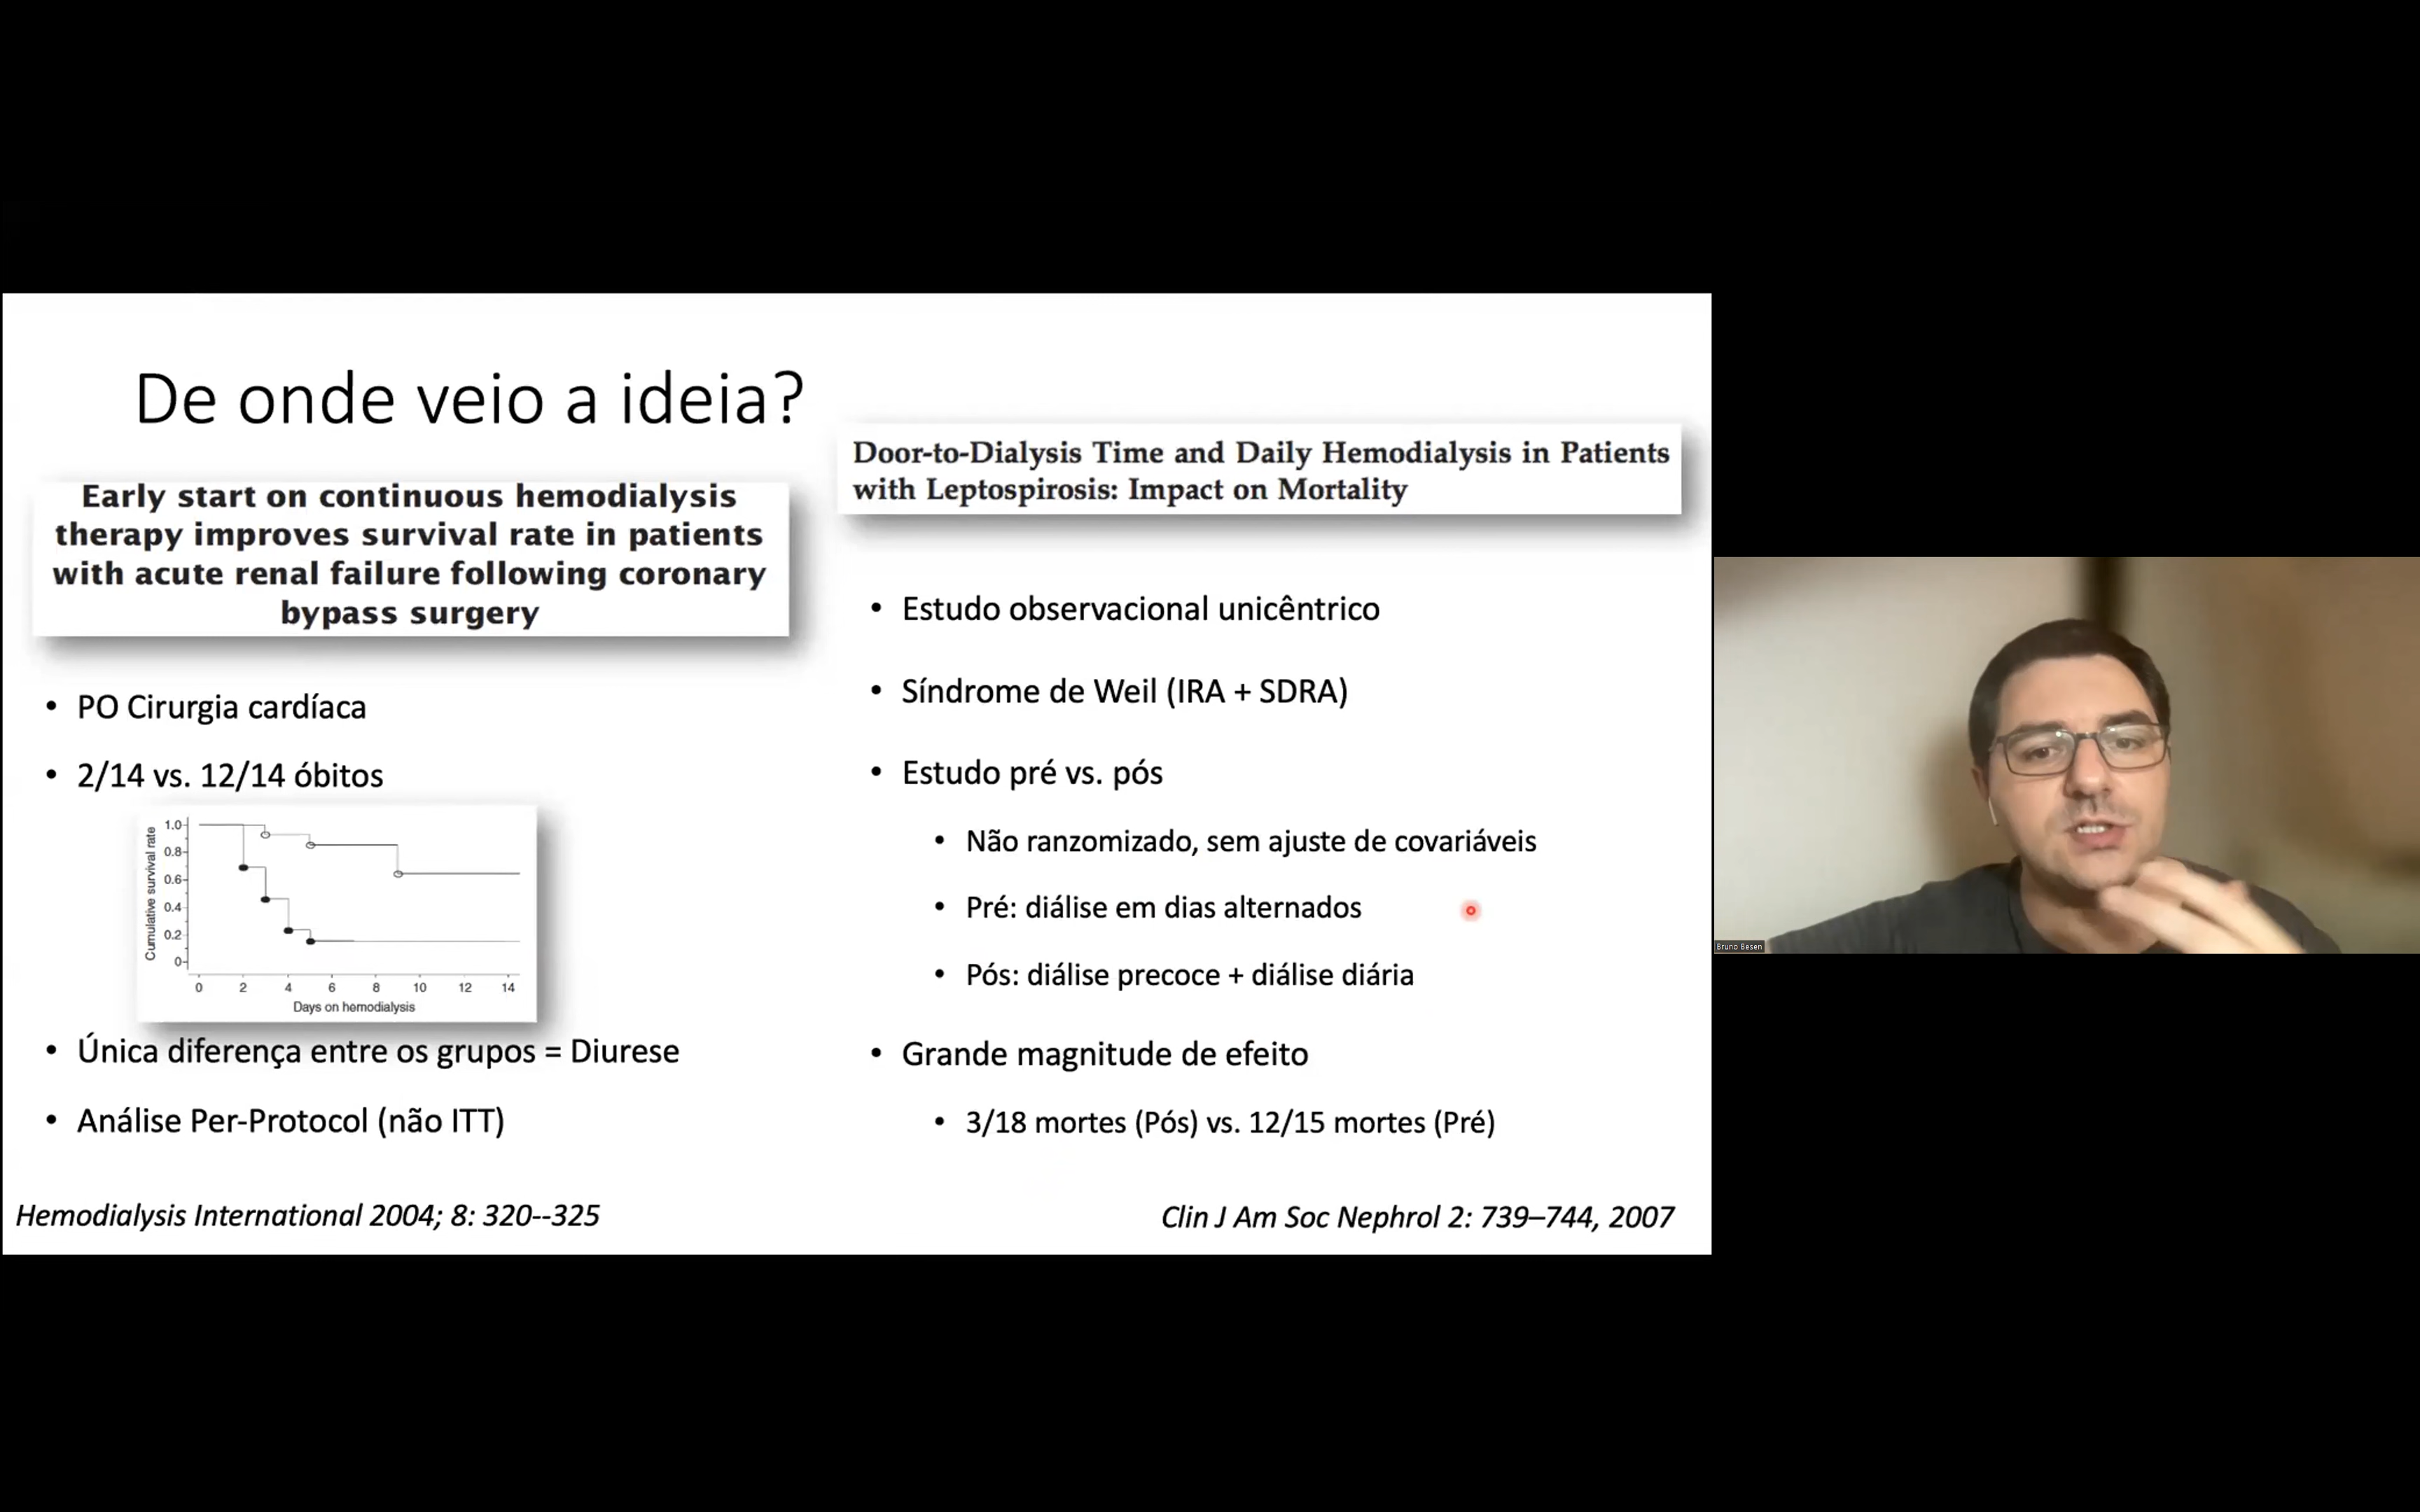 De onde veio a ideia?
Early start on continuous hemodialysis
therapy improves survival rate in patients
with acute renal failure following coronary
bypass surgery
• PO Cirurgia cardíaca
• 2/14 vs. 12/14 óbitos
Cumulative survival rate
1.0
0.8
0.6
0.4
0.2
0
0 2 4 6 8 10 12 14
Days on hemodialysis
• Única diferença entre os grupos = Diurese
• Análise Per-Protocol (não ITT)
Hemodialysis International 2004; 8: 320--325
Door-to-Dialysis Time and Daily Hemodialysis in Patients
with Leptospirosis: Impact on Mortality
• Estudo observacional unicêntrico
• Síndrome de Weil (IRA + SDRA)
• Estudo pré vs. pós
• Não ranzomizado, sem ajuste de covariáveis
• Pré: diálise em dias alternados
• Pós: diálise precoce + diálise diária
• Grande magnitude de efeito
• 3/18 mortes (Pós) vs. 12/15 mortes (Pré)
Clin J Am Soc Nephrol 2: 739–744, 2007
Bruno Besen